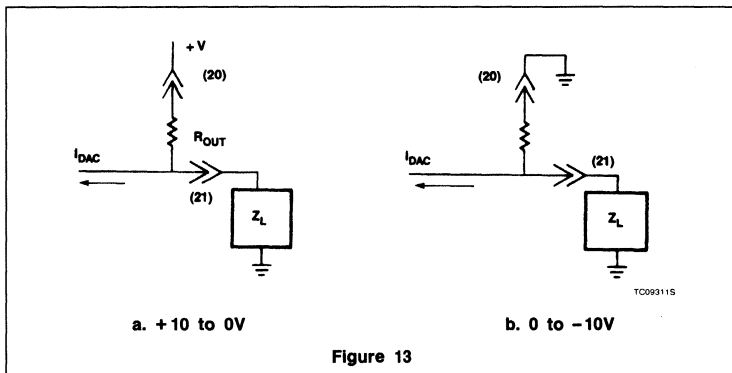 +V
(20)
R_OUT
I_DAC
(21)
Z_L
a. +10 to 0V
(20)
I_DAC
(21)
Z_L
TC09311S
b. 0 to -10V
Figure 13